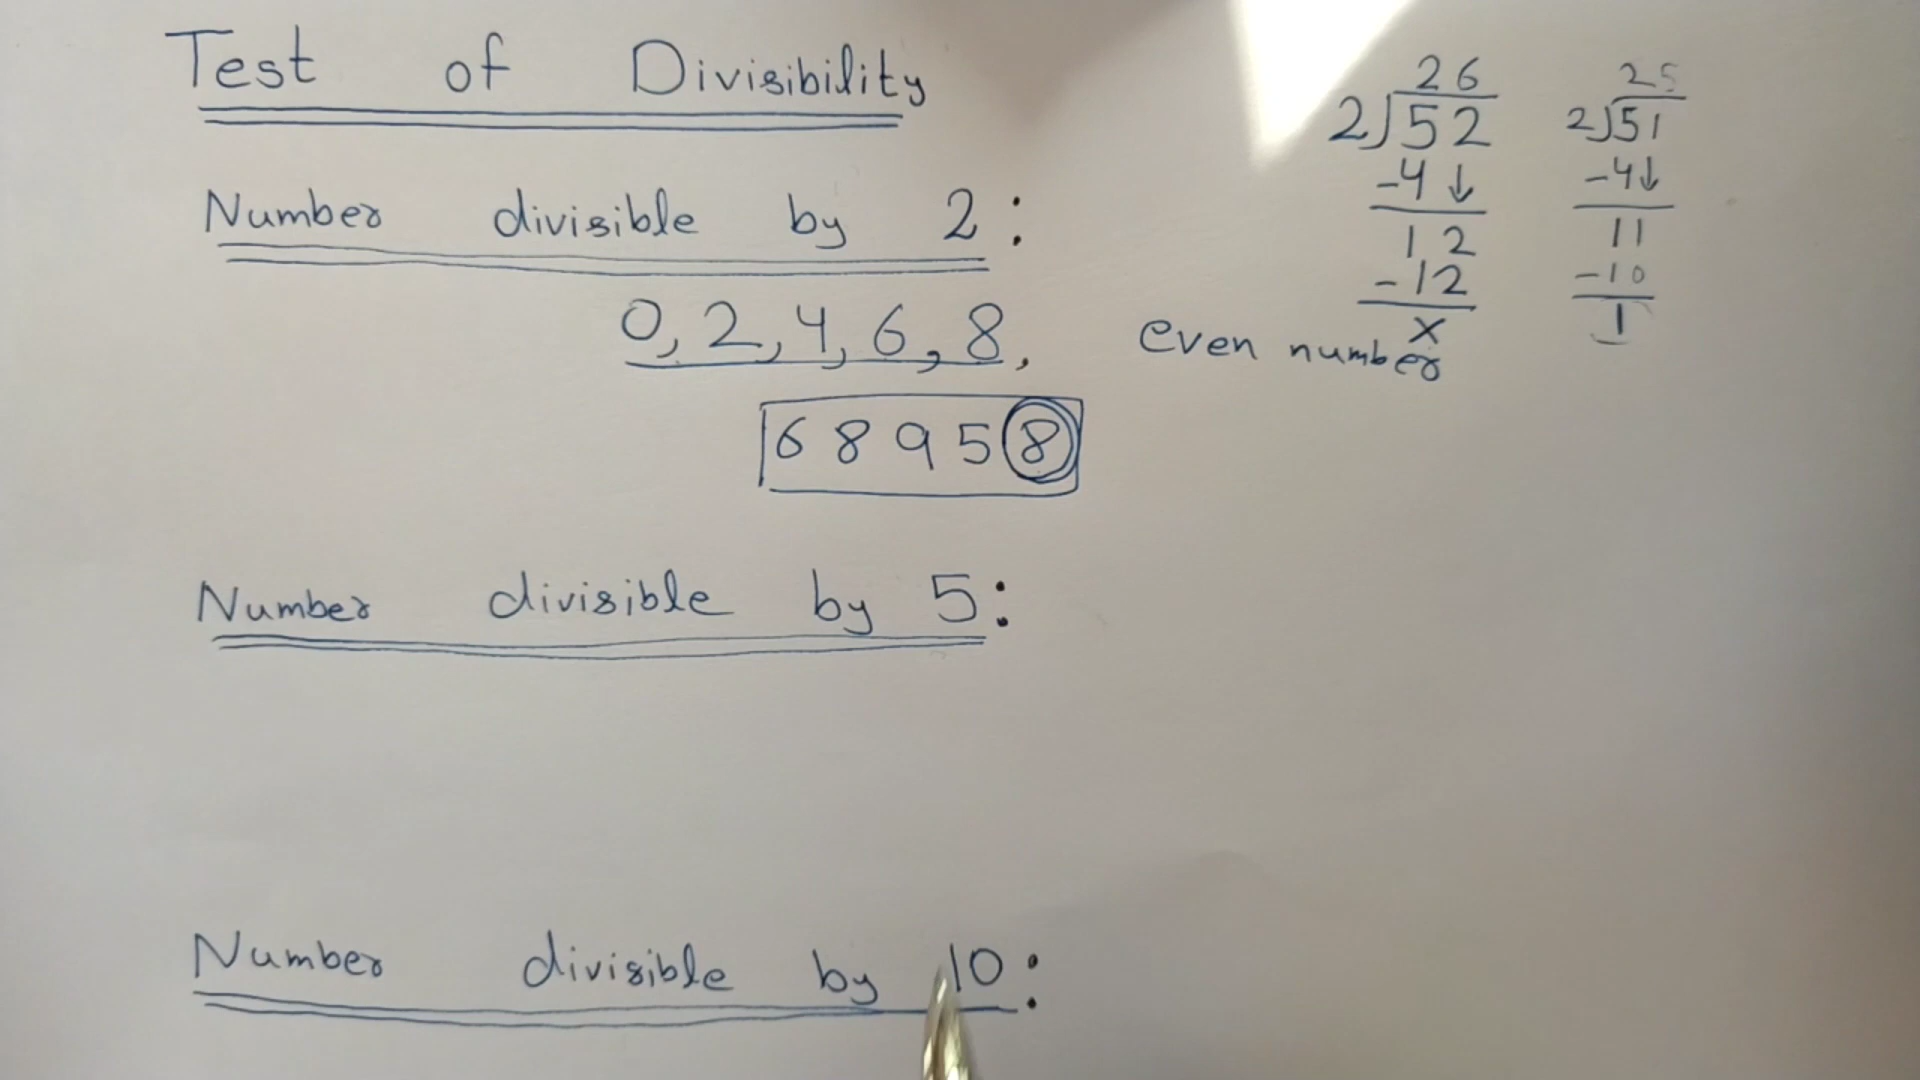 Test of Divisibility
Number divisible by 2:
0, 2, 4, 6, 8,
even number
68958
Number divisible by 5:
Number divisible by 10:
26
2)52
-4↓
12
-12
x
25
2)51
-4↓
11
-10
1